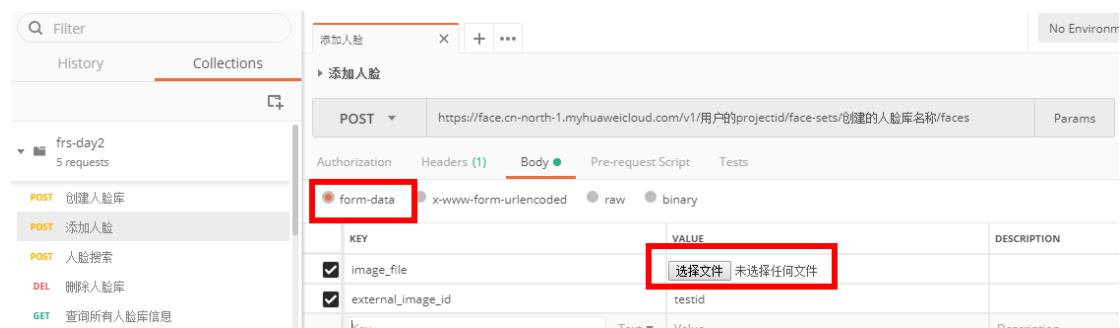 Filter
History Collections
frs-day2
5 requests
POST 创建人脸库
POST 添加人脸
POST 人脸搜索
DEL 删除人脸库
GET 查询所有人脸库信息
添加人脸
No Environm
添加人脸
POST https://face.cn-north-1.myhuaweicloud.com/v1/用户的projectid/face-sets/创建的人脸库名称/faces Params
Authorization Headers (1) Body Pre-request Script Tests
form-data x-www-form-urlencoded raw binary
KEY VALUE DESCRIPTION
image_file 选择文件 未选择任何文件
external_image_id testid
Key Text Value Description